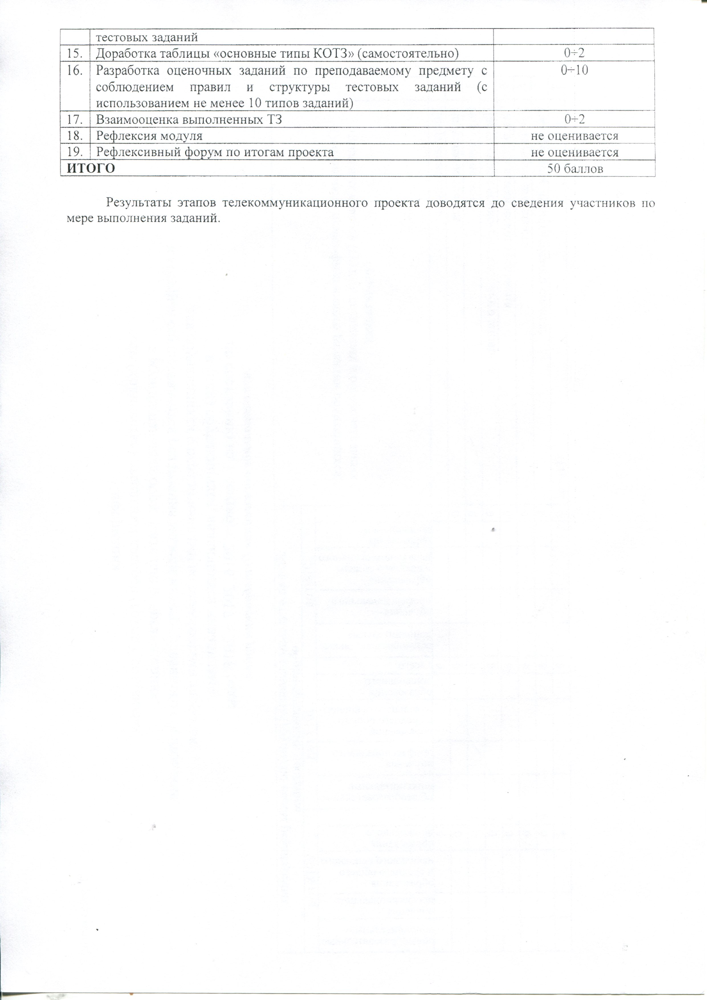 тестовых заданий
15. Доработка таблицы «основные типы КОТЗ» (самостоятельно) 0÷2
16. Разработка оценочных заданий по преподаваемому предмету с 0÷10
соблюдением правил и структуры тестовых заданий (с
использованием не менее 10 типов заданий)
17. Взаимооценка выполненных ТЗ 0÷2
18. Рефлексия модуля не оценивается
19. Рефлексивный форум по итогам проекта не оценивается
ИТОГО 50 баллов
Результаты этапов телекоммуникационного проекта доводятся до сведения участников по
мере выполнения заданий.